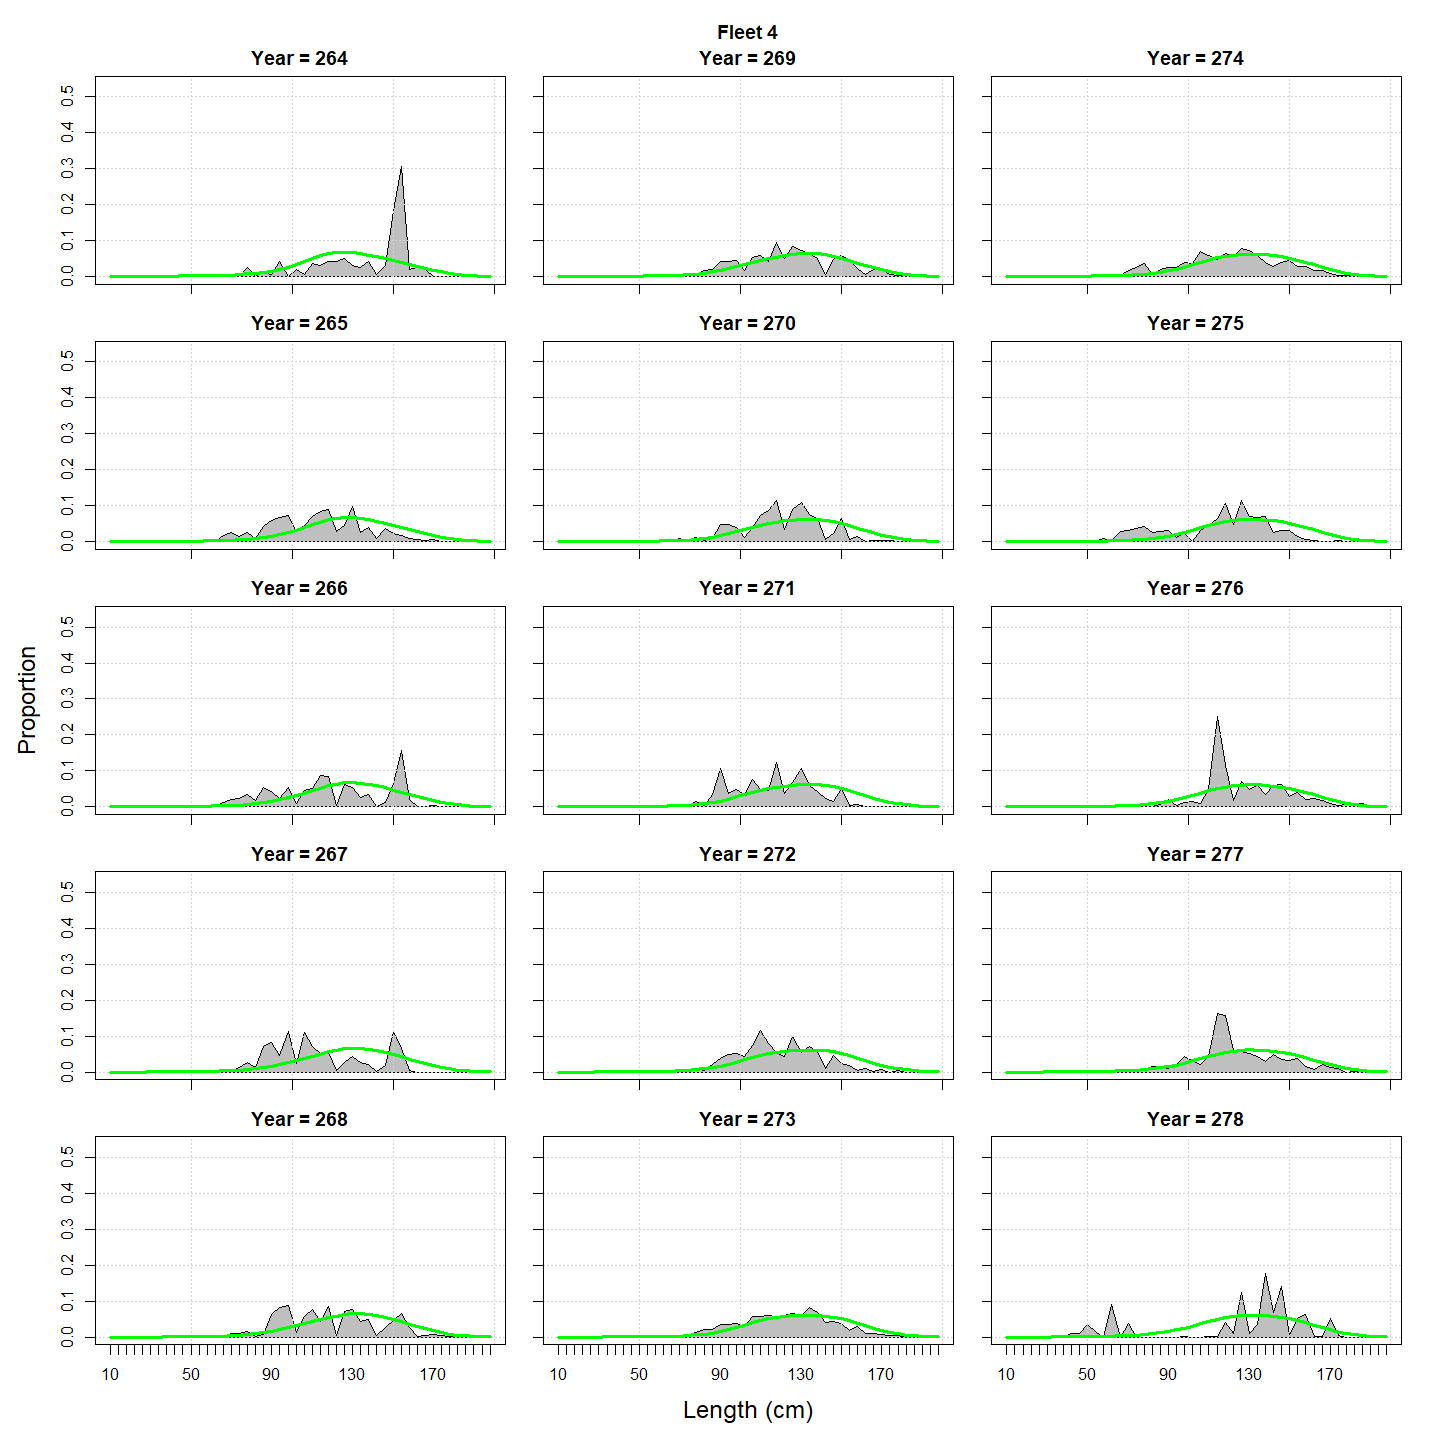 Fleet 4
Year = 264
Year = 269
Year = 274
0.0 0.1 0.2 0.3 0.4 0.5
Year = 265
Year = 270
Year = 275
0.0 0.1 0.2 0.3 0.4 0.5
Year = 266
Year = 271
Year = 276
0.0 0.1 0.2 0.3 0.4 0.5
Proportion
Year = 267
Year = 272
Year = 277
0.0 0.1 0.2 0.3 0.4 0.5
Year = 268
Year = 273
Year = 278
0.0 0.1 0.2 0.3 0.4 0.5
10 50 90 130 170
10 50 90 130 170
10 50 90 130 170
Length (cm)